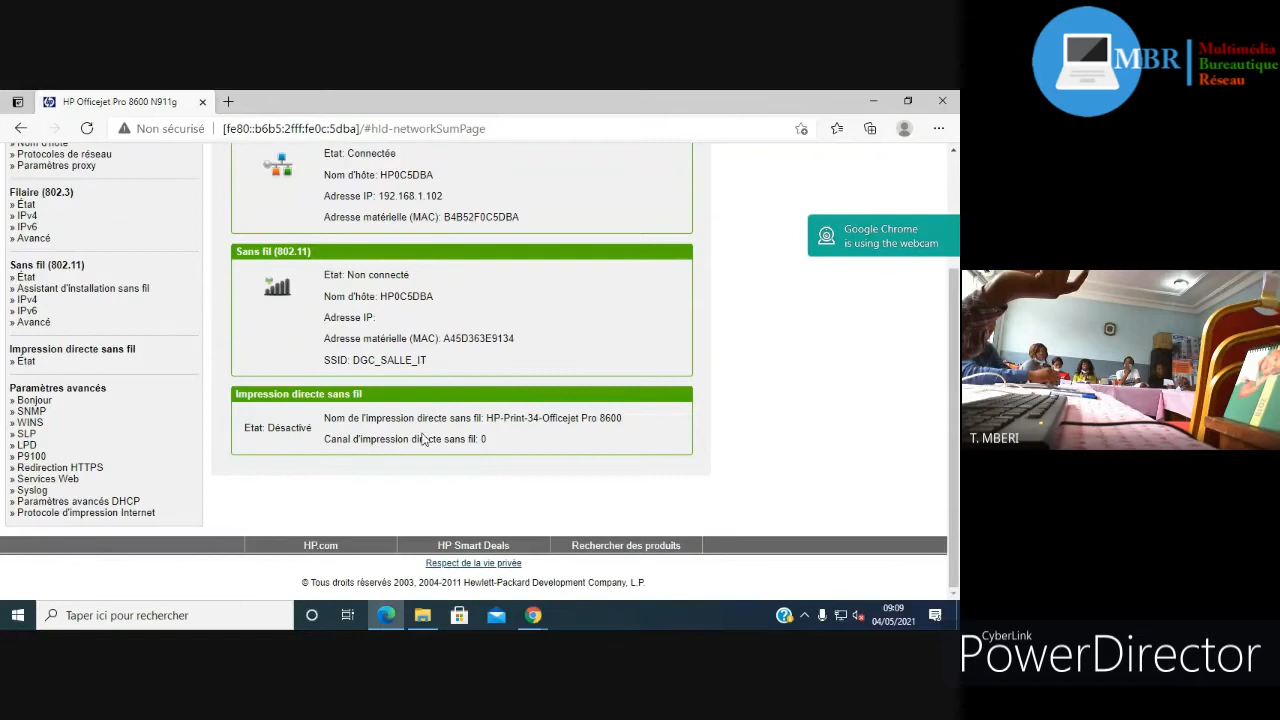 MBR
Multimédia
Bureautique
Réseau
HP Officejet Pro 8600 N911g
Non sécurisé
[fe80::b6b5:2fff:fe0c:5dba]/#hId-networkSumPage
» Nom d'hôte
» Protocoles de réseau
» Paramètres proxy
Filaire (802.3)
» État
» IPv4
» IPv6
» Avancé
Sans fil (802.11)
» Etat
» Assistant d'installation sans fil
» IPv4
» IPv6
» Avancé
Impression directe sans fil
» Etat
Paramètres avancés
» Bonjour
» SNMP
» WINS
» SLP
» LPD
» P9100
» Redirection HTTPS
» Services Web
» Syslog
» Paramètres avancés DHCP
» Protocole d'impression Internet
Etat: Connectée
Nom d'hôte: HP0C5DBA
Adresse IP: 192.168.1.102
Adresse matérielle (MAC): B4B52F0C5DBA
Sans fil (802.11)
Etat: Non connecté
Nom d'hôte: HP0C5DBA
Adresse IP:
Adresse matérielle (MAC): A45D363E9134
SSID: DGC_SALLE_IT
Impression directe sans fil
Etat: Désactivé
Nom de l'impression directe sans fil: HP-Print-34-Officejet Pro 8600
Canal d'impression directe sans fil: 0
Google Chrome
is using the webcam
HP.com
HP Smart Deals
Rechercher des produits
Respect de la vie privée
© Tous droits réservés 2003, 2004-2011 Hewlett-Packard Development Company, L.P.
Taper ici pour rechercher
09:09
04/05/2021
T. MBERI
CyberLink
PowerDirector